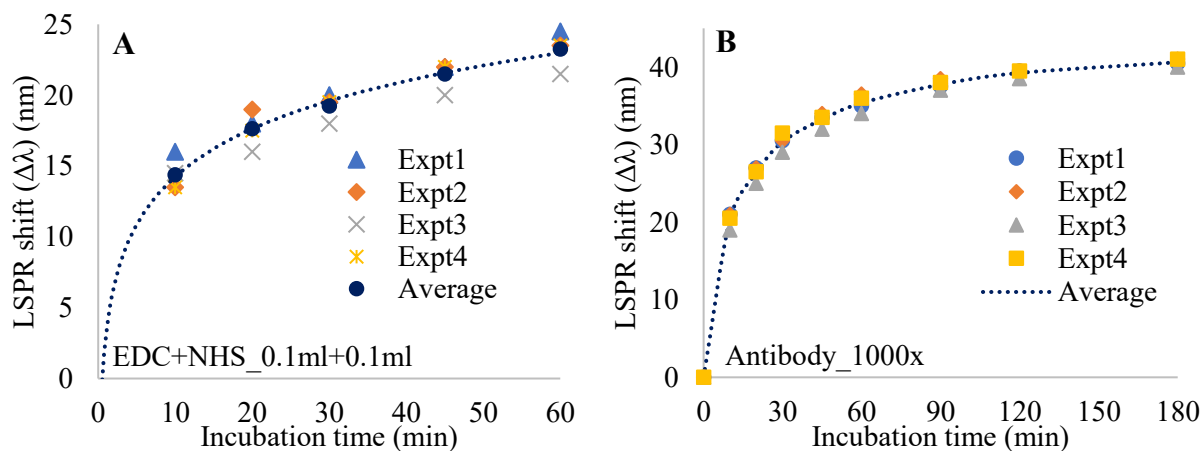 A
LSPR shift (Δλ) (nm)
25
20
15
10
5
0
Expt1
Expt2
Expt3
Expt4
Average
EDC+NHS_0.1ml+0.1ml
0 10 20 30 40 50 60
Incubation time (min)
B
LSPR shift (Δλ) (nm)
40
30
20
10
0
Expt1
Expt2
Expt3
Expt4
Average
Antibody_1000x
0 30 60 90 120 150 180
Incubation time (min)